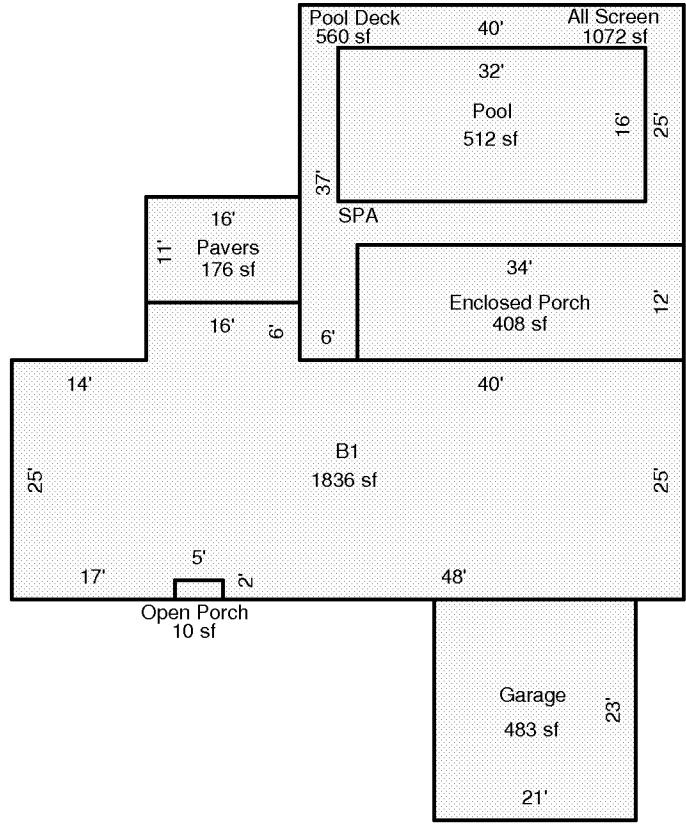 Pool Deck
560 sf
40'
All Screen
1072 sf
32'
Pool
512 sf
16'
25'
37'
SPA
16'
11'
Pavers
176 sf
34'
Enclosed Porch
408 sf
12'
16'
6'
6'
14'
40'
B1
1836 sf
25'
25'
5'
17'
2'
48'
Open Porch
10 sf
Garage
483 sf
23'
21'